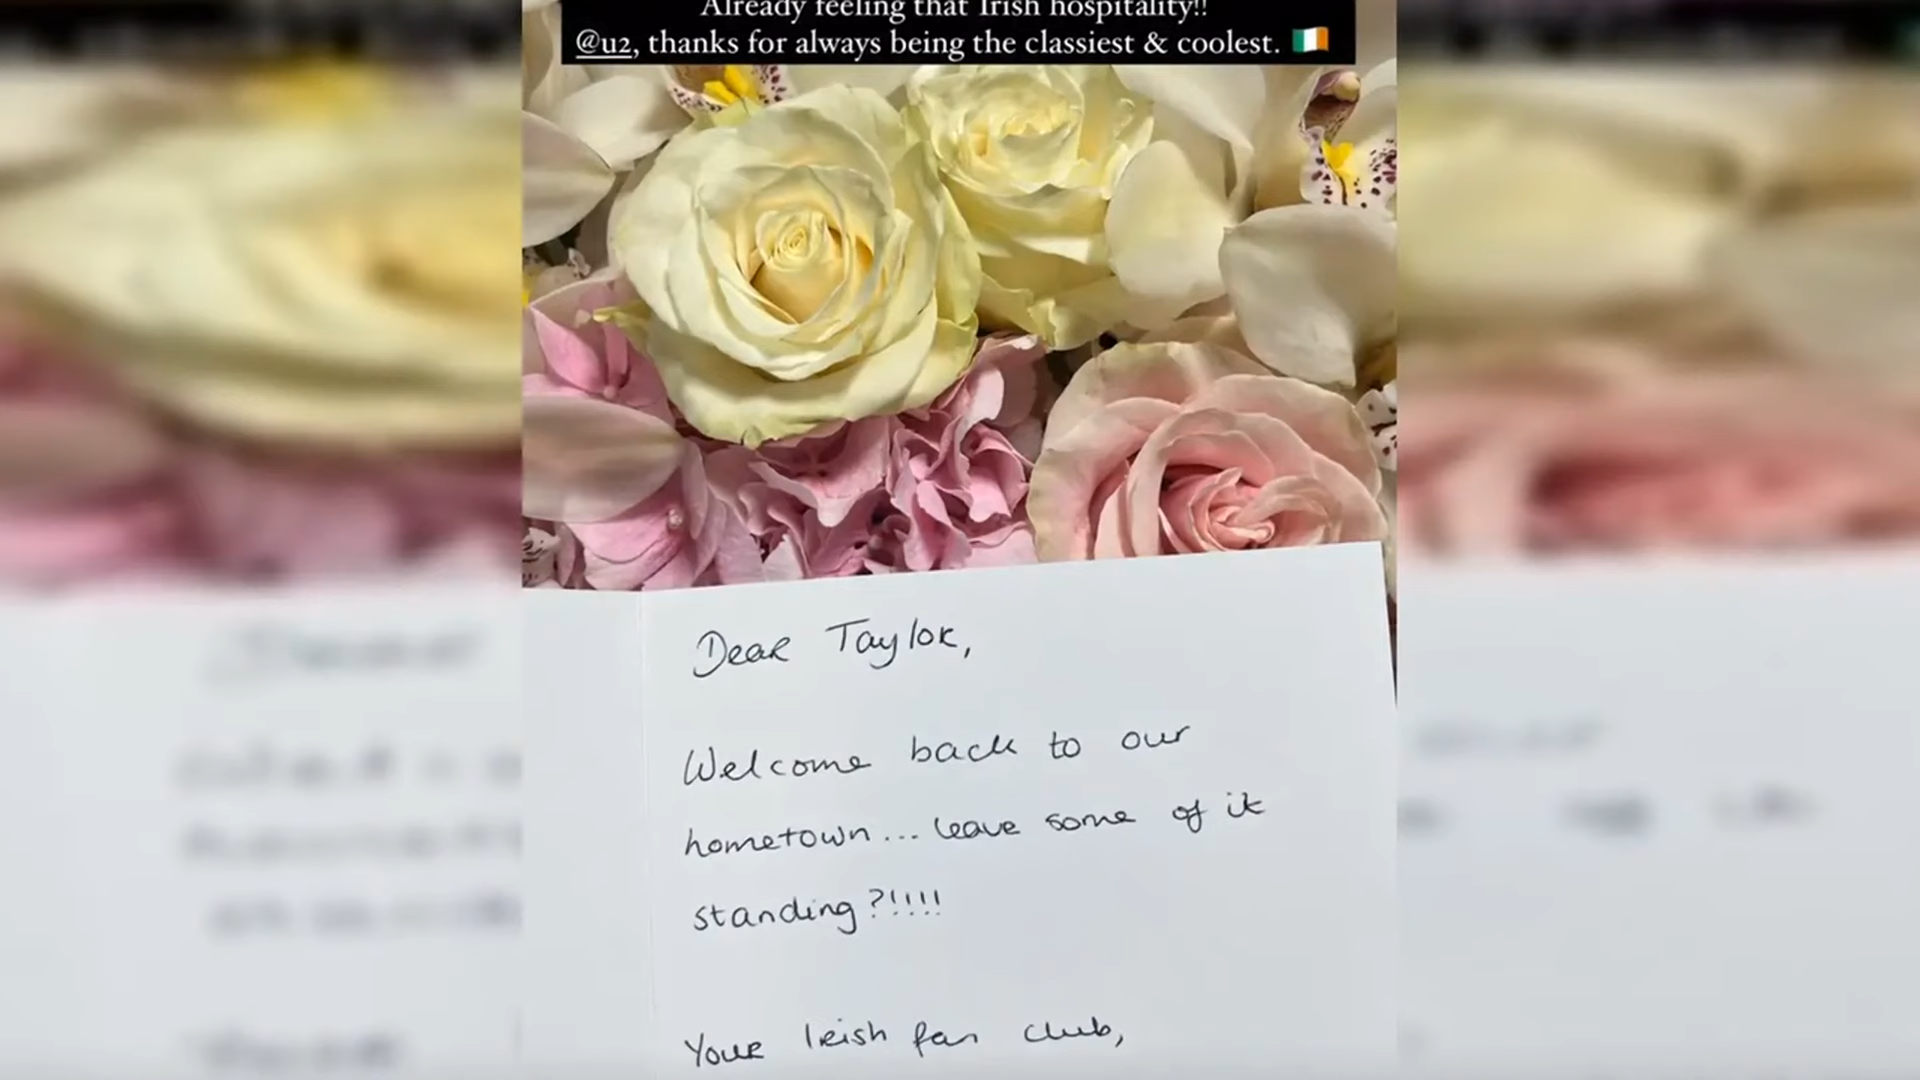 Already feeling that Irish hospitality!!
@u2, thanks for always being the classiest & coolest. 🇮🇪
Dear Taylor,
Welcome back to our
hometown... leave some of it
standing?!!!!
Your Irish fan club,